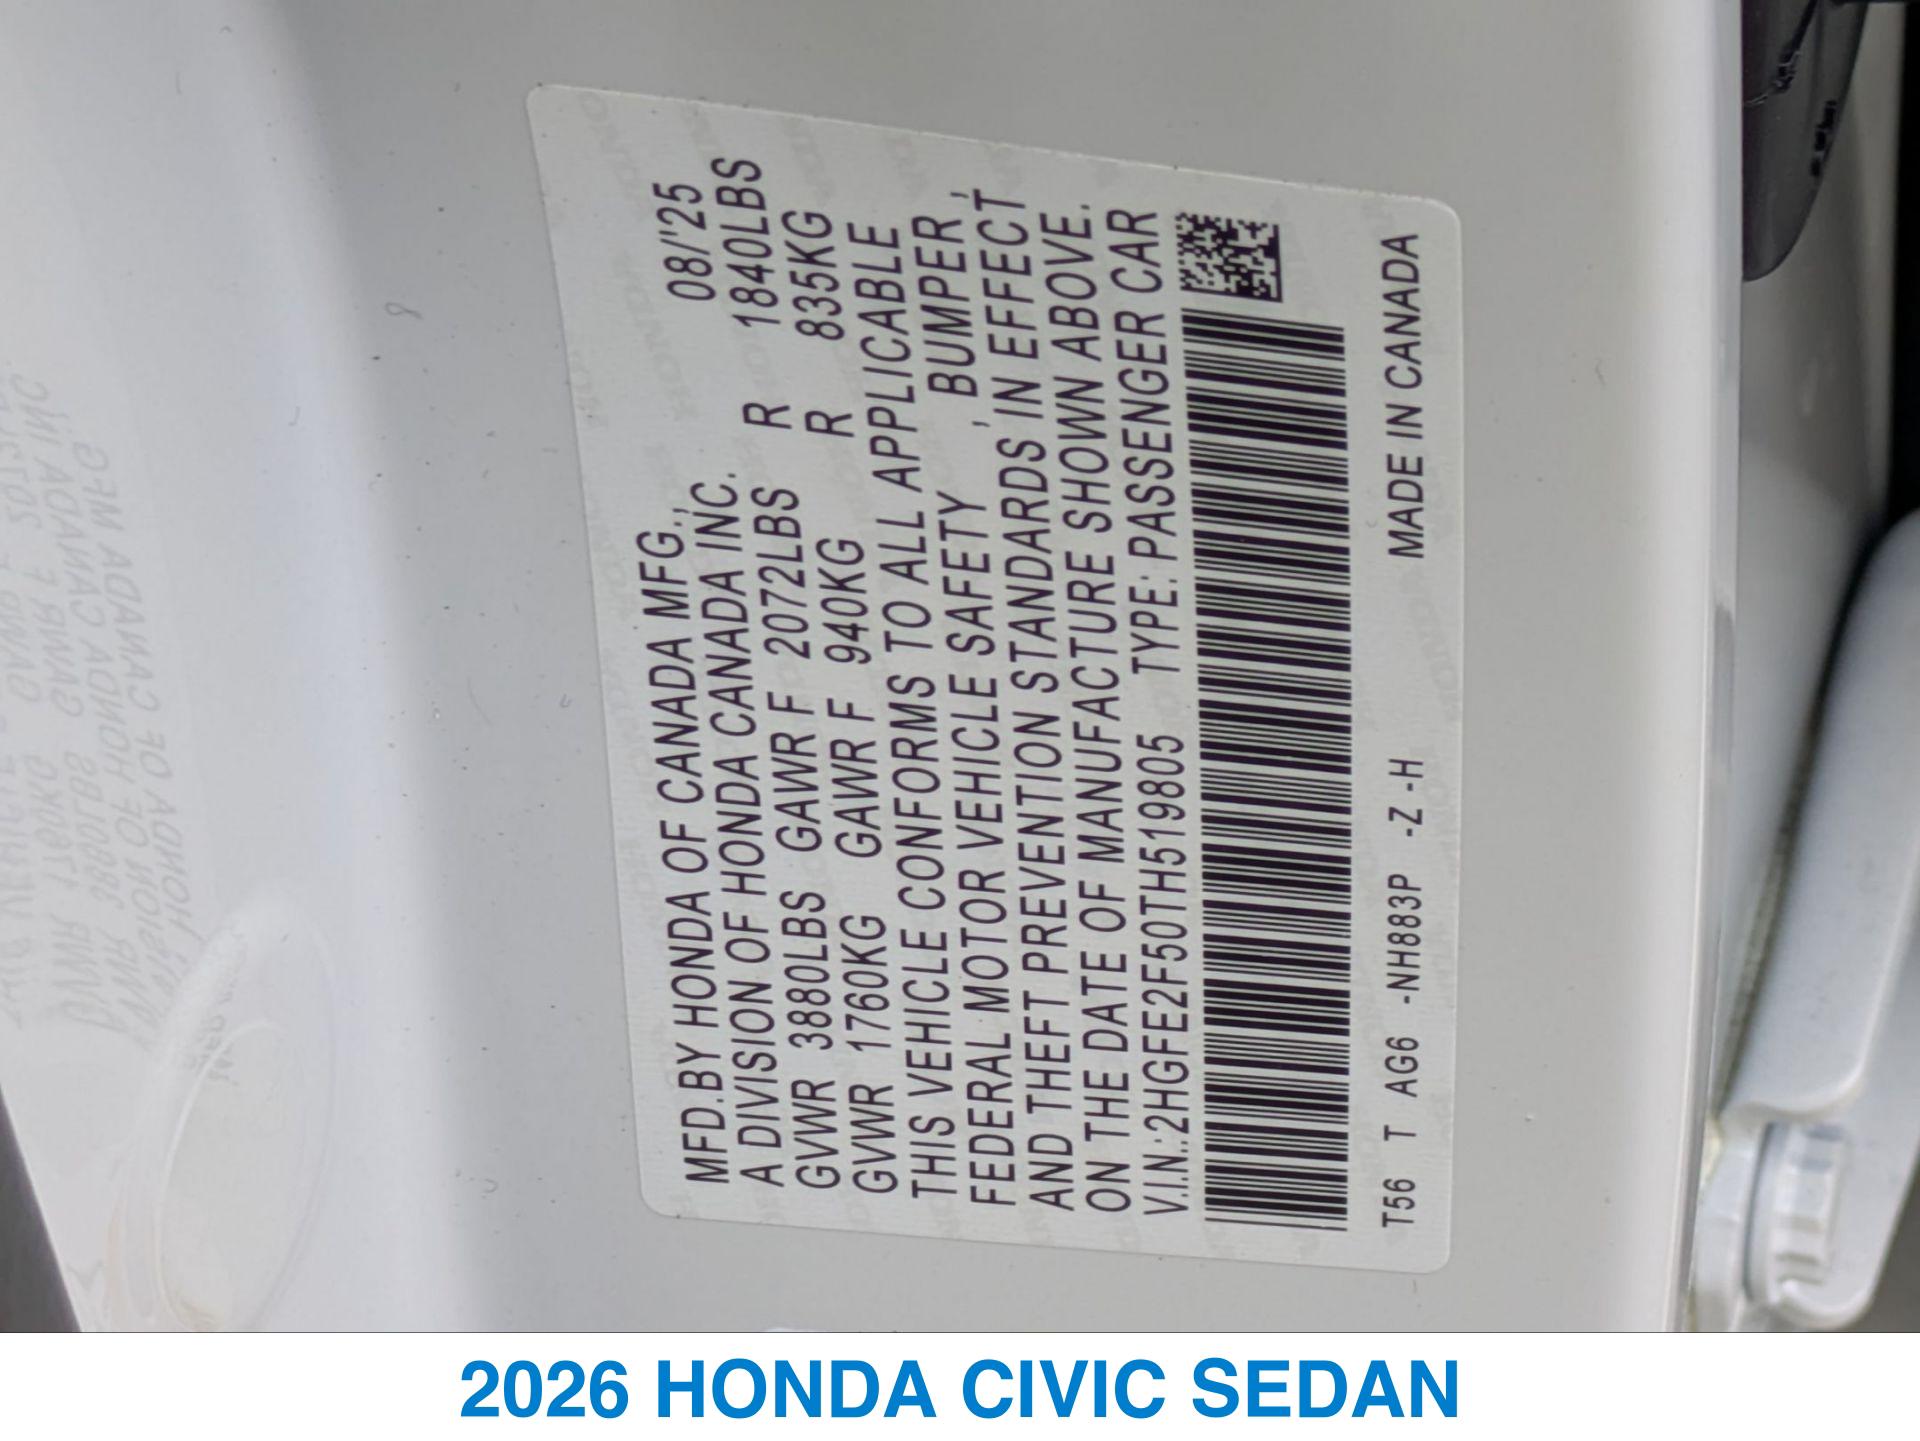 MFD.BY HONDA OF CANADA MFG., 08/'25
A DIVISION OF HONDA CANADA INC.
GVWR 3880LBS GAWR F 2072LBS R 1840LBS
GVWR 1760KG GAWR F 940KG R 835KG
THIS VEHICLE CONFORMS TO ALL APPLICABLE
FEDERAL MOTOR VEHICLE SAFETY , BUMPER ,
AND THEFT PREVENTION STANDARDS IN EFFECT
ON THE DATE OF MANUFACTURE SHOWN ABOVE.
V.I.N.:2HGFE2F50TH519805 TYPE: PASSENGER CAR
T56 T AG6 -NH883P -Z -H MADE IN CANADA
2026 HONDA CIVIC SEDAN